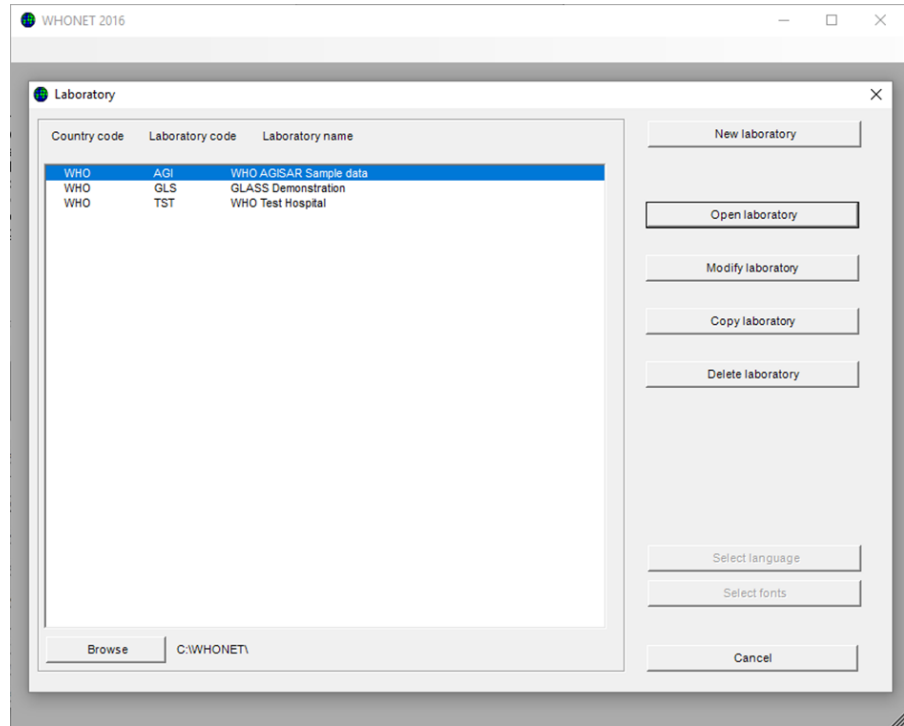 WHONET 2016
Laboratory
Country code Laboratory code Laboratory name
WHO AGI WHO AGISAR Sample data
WHO GLS GLASS Demonstration
WHO TST WHO Test Hospital
Browse C:\WHONET\
New laboratory
Open laboratory
Modify laboratory
Copy laboratory
Delete laboratory
Select language
Select fonts
Cancel